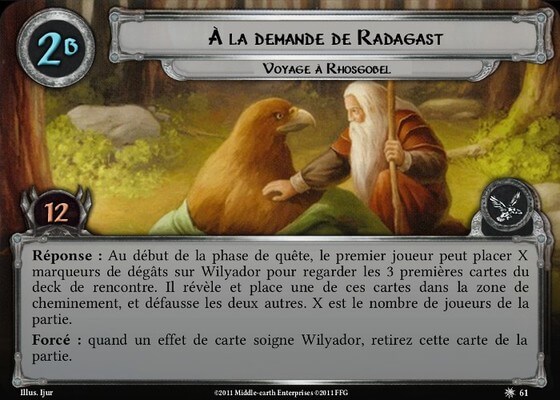 2B
À la demande de Radagast
Voyage à Rhosgobel
12
Réponse : Au début de la phase de quête, le premier joueur peut placer X
marqueurs de dégâts sur Wilyador pour regarder les 3 premières cartes du
deck de rencontre. Il révèle et place une de ces cartes dans la zone de
cheminement, et défausse les deux autres. X est le nombre de joueurs de la
partie.
Forcé : quand un effet de carte soigne Wilyador, retirez cette carte de la
partie.
Illus. Ijur
©2011 Middle-earth Enterprises ©2011 FFG
61